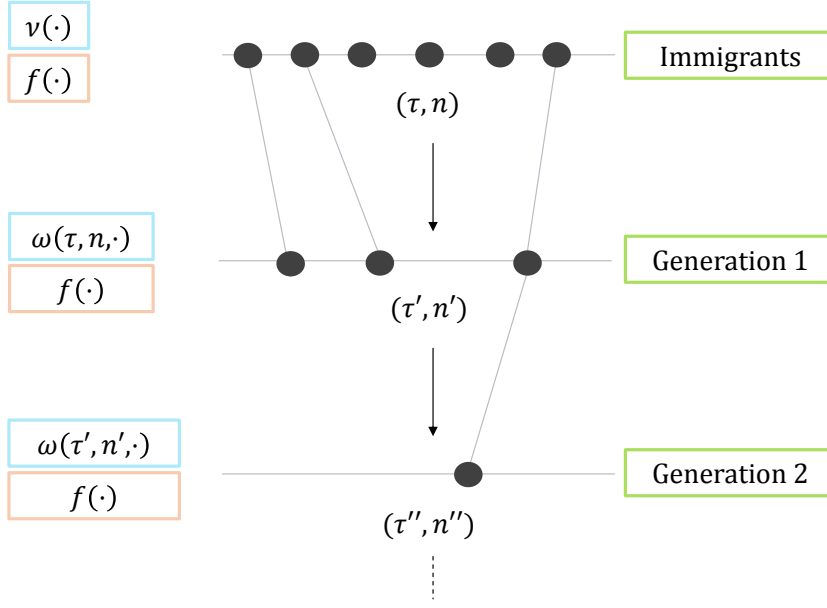 ν(·)
f(·)
Immigrants
(τ, n)
ω(τ, n,·)
f(·)
Generation 1
(τ′, n′)
ω(τ′, n′,·)
f(·)
Generation 2
(τ′′, n′′)